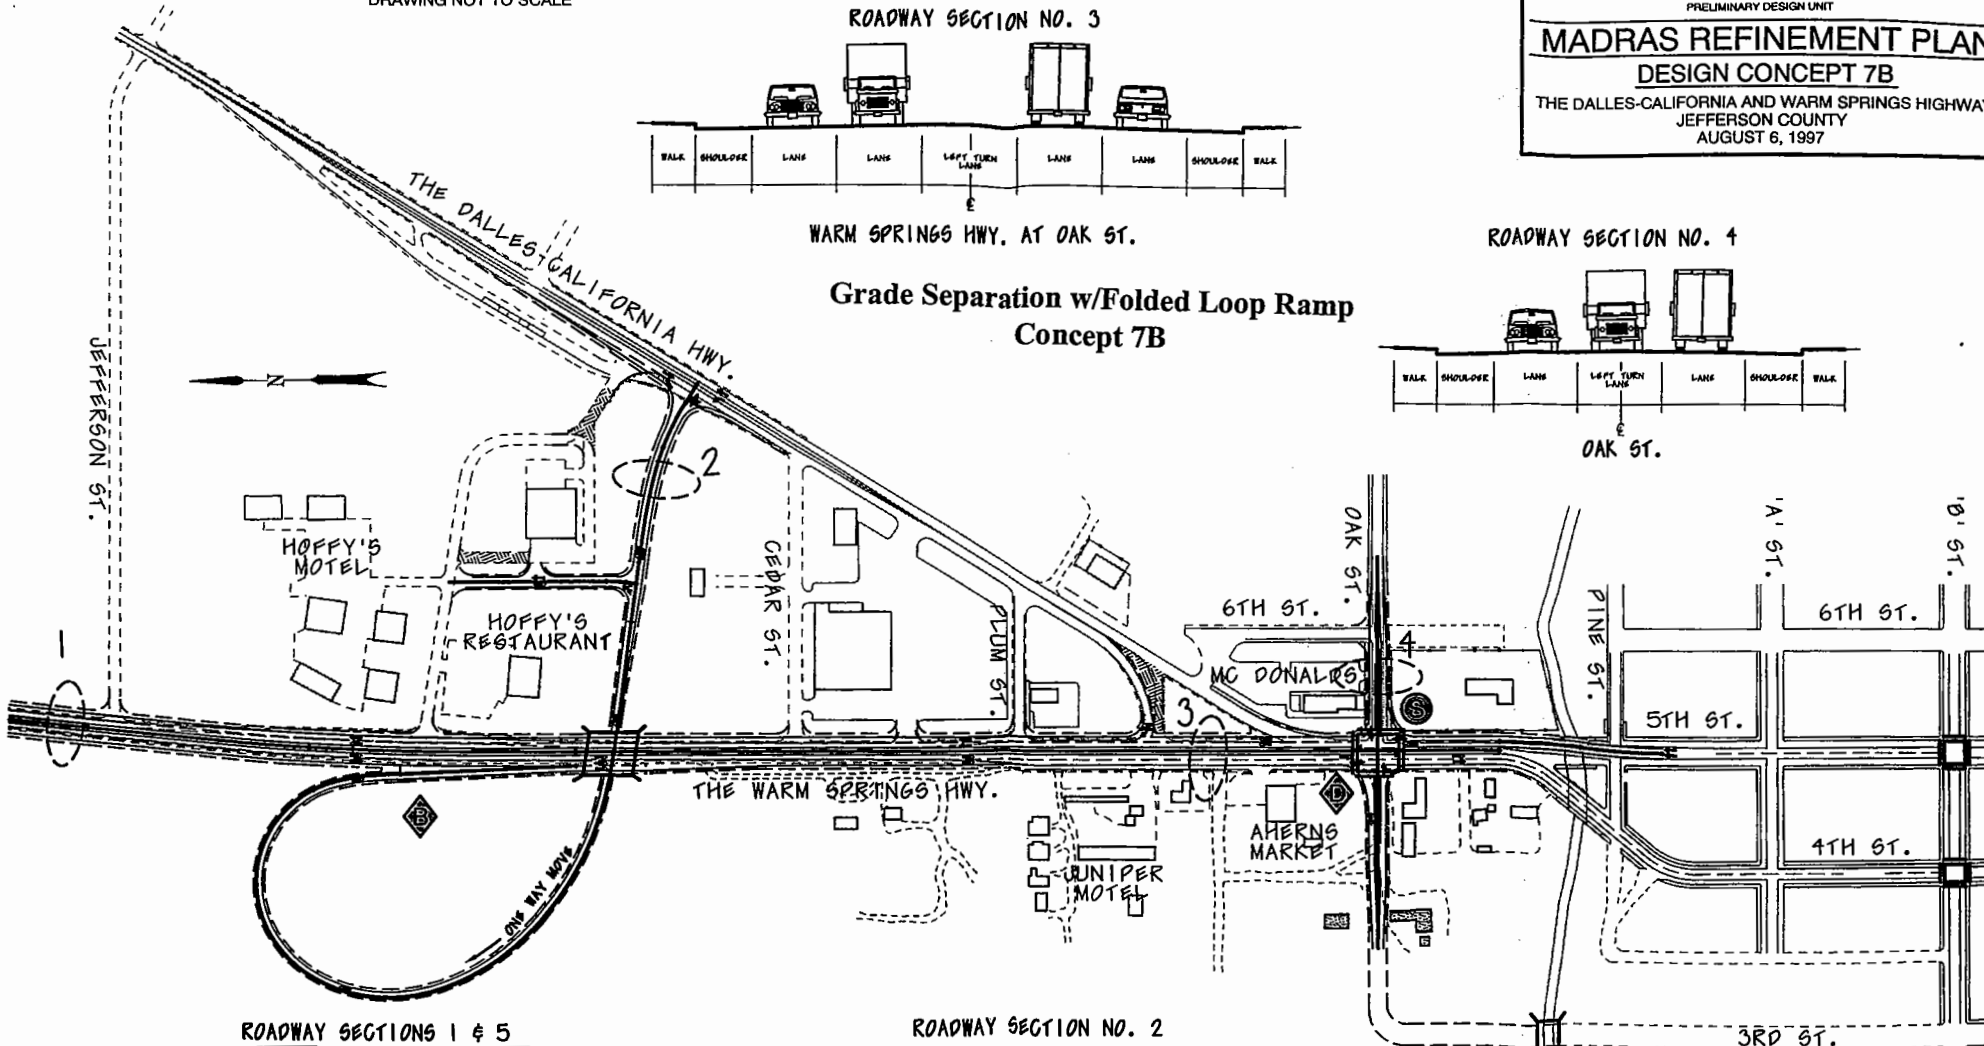 DRAWING NOT TO SCALE
PRELIMINARY DESIGN UNIT
MADRAS REFINEMENT PLAN
DESIGN CONCEPT 7B
THE DALLES-CALIFORNIA AND WARM SPRINGS HIGHWAY
JEFFERSON COUNTY
AUGUST 6, 1997
ROADWAY SECTION NO. 3
WALK SHOULDER LANE LANE LEFT TURN LANE LANE LANE SHOULDER WALK
WARM SPRINGS HWY. AT OAK ST.
Grade Separation w/Folded Loop Ramp
Concept 7B
ROADWAY SECTION NO. 4
WALK SHOULDER LANE LEFT TURN LANE LANE SHOULDER WALK
OAK ST.
THE DALLES-CALIFORNIA HWY.
JEFFERSON ST.
N
2
HOFFY'S
MOTEL
HOFFY'S
RESTAURANT
CEDAR ST.
PLUM ST.
OAK ST.
6TH ST.
MC DONALDS
4
S
PINE ST.
'A' ST.
'B' ST.
6TH ST.
5TH ST.
4TH ST.
1
3
THE WARM SPRINGS HWY.
B
D
AHERNS
MARKET
JUNIPER
MOTEL
ONE WAY MOVE
ROADWAY SECTIONS 1 & 5
ROADWAY SECTION NO. 2
3RD ST.